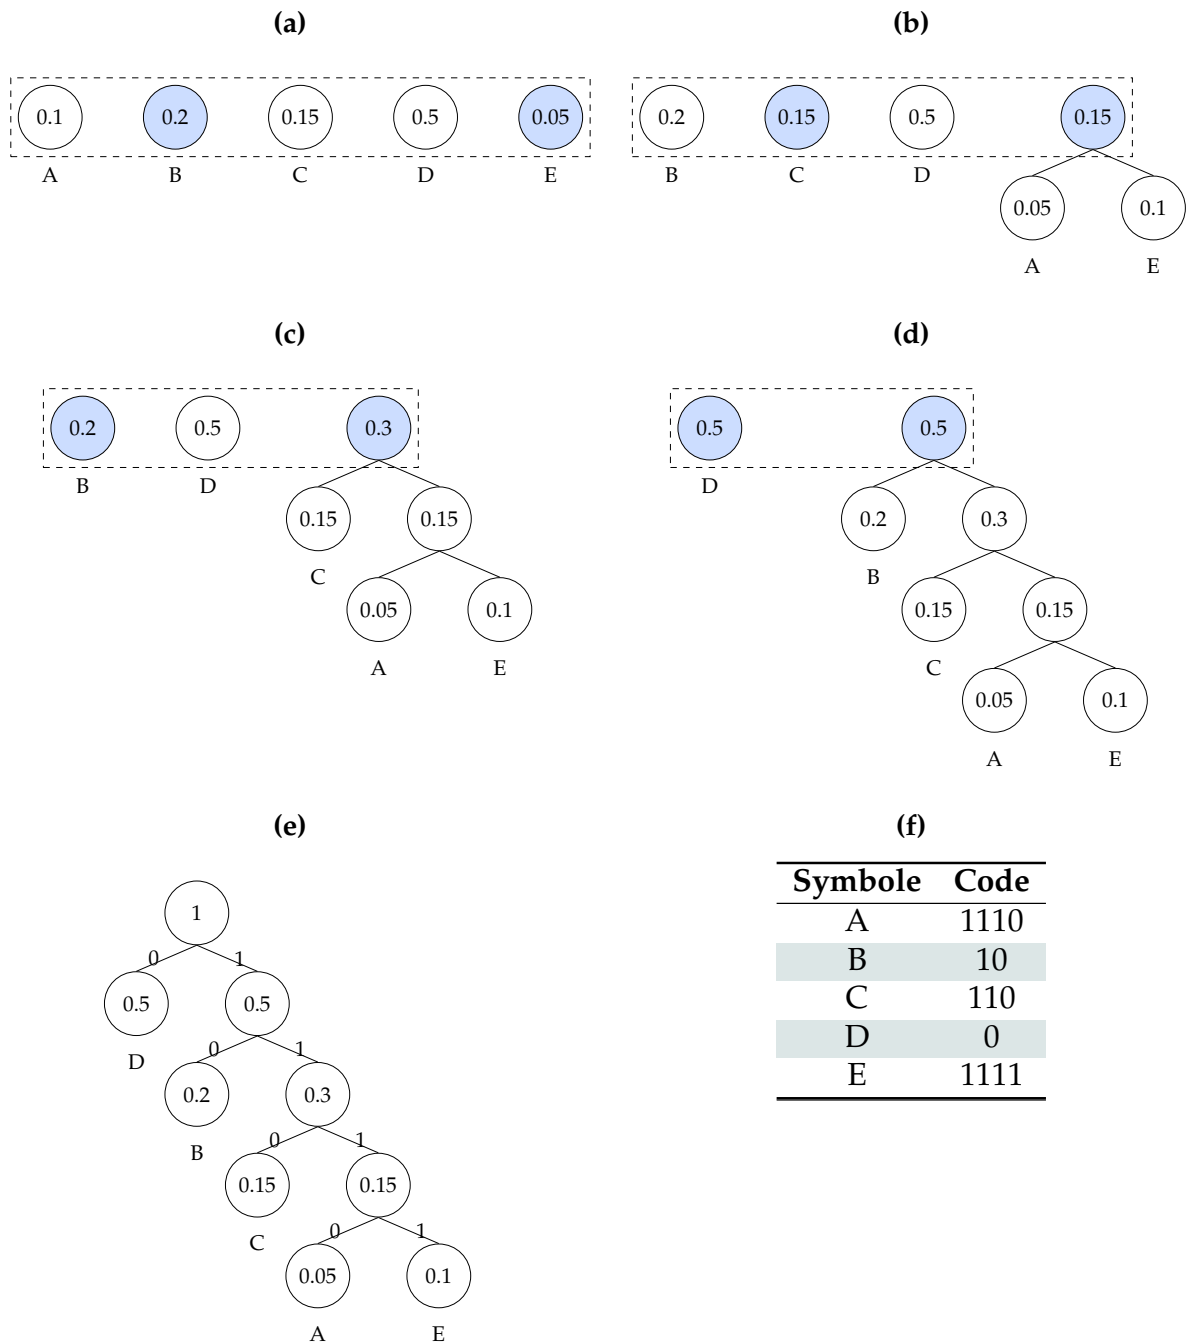 (a) (b)
0.1 0.2 0.15 0.5 0.05 0.2 0.15 0.5 0.15
A B C D E B C D
0.05 0.1
A E
(c) (d)
0.2 0.5 0.3 0.5 0.5
B D D
0.15 0.15 0.2 0.3
C B
0.05 0.1 0.15 0.15
A E C
0.05 0.1
A E
(e) (f)
Symbole Code
A 1110
B 10
C 110
D 0
E 1111
1
0 1
0.5 0.5
D
0 1
0.2 0.3
B
0 1
0.15 0.15
C
0 1
0.05 0.1
A E